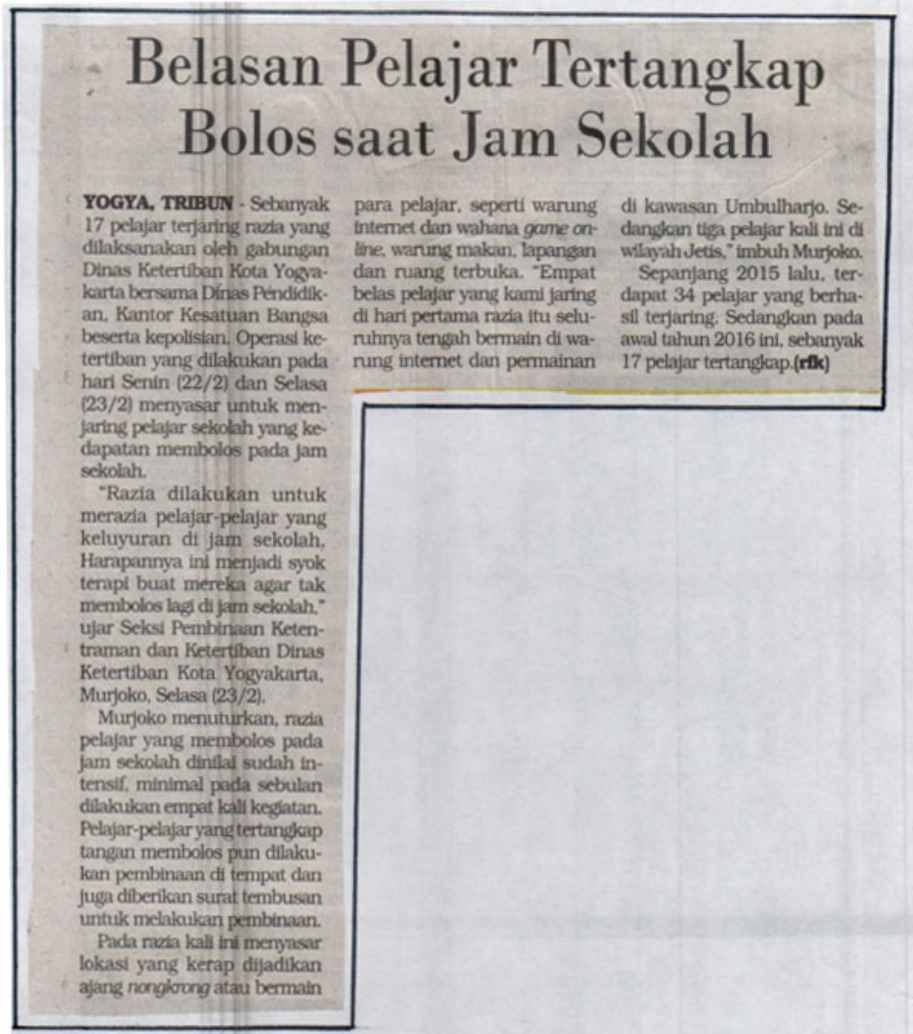 Belasan Pelajar Tertangkap
Bolos saat Jam Sekolah
YOGYA, TRIBUN - Sebanyak
17 pelajar terjaring razia yang
dilaksanakan oleh gabungan
Dinas Ketertiban Kota Yogya-
karta bersama Dinas Pendidik-
an, Kantor Kesatuan Bangsa
beserta kepolisian. Operasi ke-
tertiban yang dilakukan pada
hari Senin (22/2) dan Selasa
(23/2) menyasar untuk men-
jaring pelajar sekolah yang ke-
dapatan membolos pada jam
sekolah.
"Razia dilakukan untuk
merazia pelajar-pelajar yang
keluyuran di jam sekolah,
Harapannya ini menjadi syok
terapi buat mereka agar tak
membolos lagi di jam sekolah,"
ujar Seksi Pembinaan Keten-
traman dan Ketertiban Dinas
Ketertiban Kota Yogyakarta,
Murjoko, Selasa (23/2).
Murjoko menuturkan, razia
pelajar yang membolos pada
jam sekolah dinilai sudah in-
tensif, minimal pada sebulan
dilakukan empat kali kegiatan.
Pelajar-pelajar yang tertangkap
tangan membolos pun dilaku-
kan pembinaan di tempat dan
juga diberikan surat tembusan
untuk melakukan pembinaan.
Pada razia kali ini menyasar
lokasi yang kerap dijadikan
ajang nongkrong atau bermain
para pelajar, seperti warung
internet dan wahana game on-
line, warung makan, lapangan
dan ruang terbuka. "Empat
belas pelajar yang kami jaring
di hari pertama razia itu selu-
ruhnya tengah bermain di wa-
rung internet dan permainan
di kawasan Umbulharjo. Se-
dangkan tiga pelajar kali ini di
wilayah Jetis," imbuh Murjoko.
Sepanjang 2015 lalu, ter-
dapat 34 pelajar yang berha-
sil terjaring. Sedangkan pada
awal tahun 2016 ini, sebanyak
17 pelajar tertangkap.(rfk)